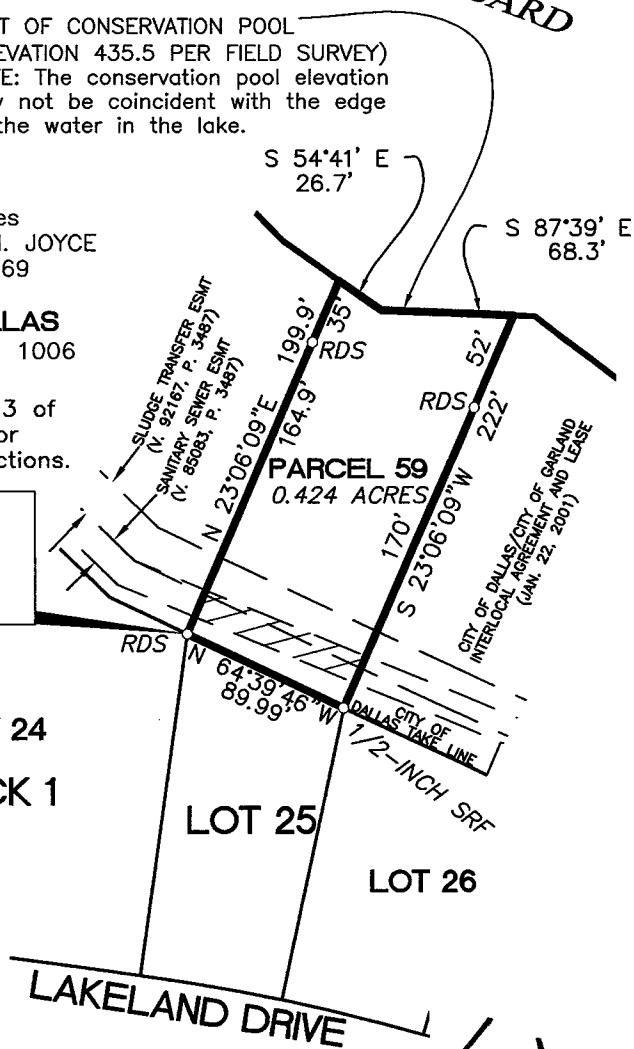 ARD
T OF CONSERVATION POOL
EVATION 435.5 PER FIELD SURVEY)
TE: The conservation pool elevation
y not be coincident with the edge
the water in the lake.
S 54°41' E
26.7'
S 87°39' E
68.3'
es
. JOYCE
69
LLAS
1006
3 of
or
ctions.
SLUDGE TRANSFER ESMT
(V. 92167, P. 3487)
SANITARY SEWER ESMT
(V. 85083, P. 3487)
199.9'
35'
RDS
N 23°06'09"E
164.9'
52'
RDS
222'
PARCEL 59
0.424 ACRES
170'
S 23°06'09"W
CITY OF DALLAS/CITY OF GARLAND
INTERLOCAL AGREEMENT AND LEASE
(JAN. 22, 2001)
RDS
N 64°39'46"W
89.99'
CITY OF
DALLAS TAKE LINE
1/2-INCH SRF
24
CK 1
LOT 25
LOT 26
LAKELAND DRIVE